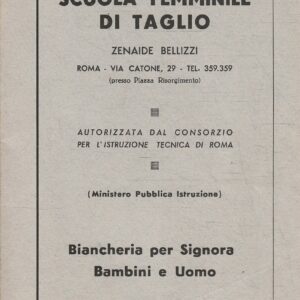 SCUOLA FEMMINILE
DI TAGLIO
ZENAIDE BELLIZZI
ROMA - VIA CATONE, 29 - TEL. 359.359
(presso Piazza Risorgimento)
AUTORIZZATA DAL CONSORZIO
PER L'ISTRUZIONE TECNICA DI ROMA
(Ministero Pubblica Istruzione)
Biancheria per Signora
Bambini e Uomo